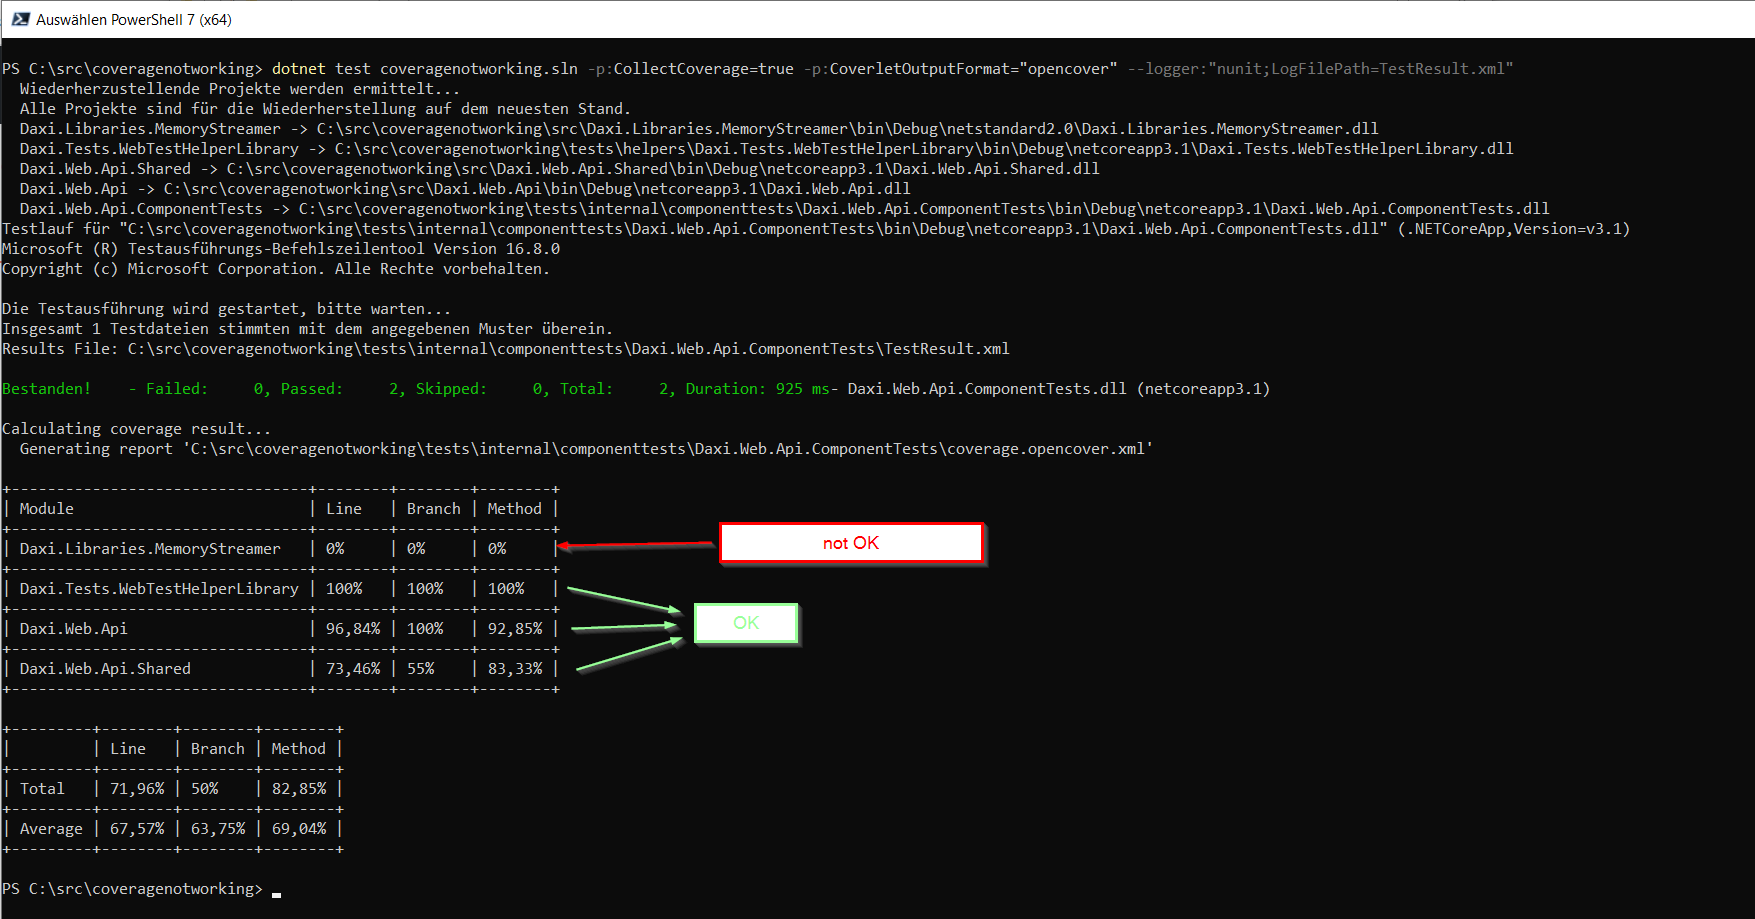 Auswählen PowerShell 7 (x64)
PS C:\src\coveragenotworking> dotnet test coveragenotworking.sln -p:CollectCoverage=true -p:CoverletOutputFormat="opencover" --logger:"nunit;LogFilePath=TestResult.xml"
  Wiederherzustellende Projekte werden ermittelt...
  Alle Projekte sind für die Wiederherstellung auf dem neuesten Stand.
  Daxi.Libraries.MemoryStreamer -> C:\src\coveragenotworking\src\Daxi.Libraries.MemoryStreamer\bin\Debug\netstandard2.0\Daxi.Libraries.MemoryStreamer.dll
  Daxi.Tests.WebTestHelperLibrary -> C:\src\coveragenotworking\tests\helpers\Daxi.Tests.WebTestHelperLibrary\bin\Debug\netcoreapp3.1\Daxi.Tests.WebTestHelperLibrary.dll
  Daxi.Web.Api.Shared -> C:\src\coveragenotworking\src\Daxi.Web.Api.Shared\bin\Debug\netcoreapp3.1\Daxi.Web.Api.Shared.dll
  Daxi.Web.Api -> C:\src\coveragenotworking\src\Daxi.Web.Api\bin\Debug\netcoreapp3.1\Daxi.Web.Api.dll
  Daxi.Web.Api.ComponentTests -> C:\src\coveragenotworking\tests\internal\componenttests\Daxi.Web.Api.ComponentTests\bin\Debug\netcoreapp3.1\Daxi.Web.Api.ComponentTests.dll
Testlauf für "C:\src\coveragenotworking\tests\internal\componenttests\Daxi.Web.Api.ComponentTests\bin\Debug\netcoreapp3.1\Daxi.Web.Api.ComponentTests.dll" (.NETCoreApp,Version=v3.1)
Microsoft (R) Testausführungs-Befehlszeilentool Version 16.8.0
Copyright (c) Microsoft Corporation. Alle Rechte vorbehalten.
Die Testausführung wird gestartet, bitte warten...
Insgesamt 1 Testdateien stimmten mit dem angegebenen Muster überein.
Results File: C:\src\coveragenotworking\tests\internal\componenttests\Daxi.Web.Api.ComponentTests\TestResult.xml
Bestanden!    - Failed:     0, Passed:     2, Skipped:     0, Total:     2, Duration: 925 ms- Daxi.Web.Api.ComponentTests.dll (netcoreapp3.1)
Calculating coverage result...
  Generating report 'C:\src\coveragenotworking\tests\internal\componenttests\Daxi.Web.Api.ComponentTests\coverage.opencover.xml'
+---------------------------------+--------+--------+--------+
| Module                          | Line   | Branch | Method |
+---------------------------------+--------+--------+--------+
| Daxi.Libraries.MemoryStreamer   | 0%     | 0%     | 0%     | not OK
+---------------------------------+--------+--------+--------+
| Daxi.Tests.WebTestHelperLibrary | 100%   | 100%   | 100%   |
+---------------------------------+--------+--------+--------+
| Daxi.Web.Api                    | 96,84% | 100%   | 92,85% | OK
+---------------------------------+--------+--------+--------+
| Daxi.Web.Api.Shared             | 73,46% | 55%    | 83,33% |
+---------------------------------+--------+--------+--------+
+---------+--------+--------+--------+
|         | Line   | Branch | Method |
+---------+--------+--------+--------+
| Total   | 71,96% | 50%    | 82,85% |
+---------+--------+--------+--------+
| Average | 67,57% | 63,75% | 69,04% |
+---------+--------+--------+--------+
PS C:\src\coveragenotworking>